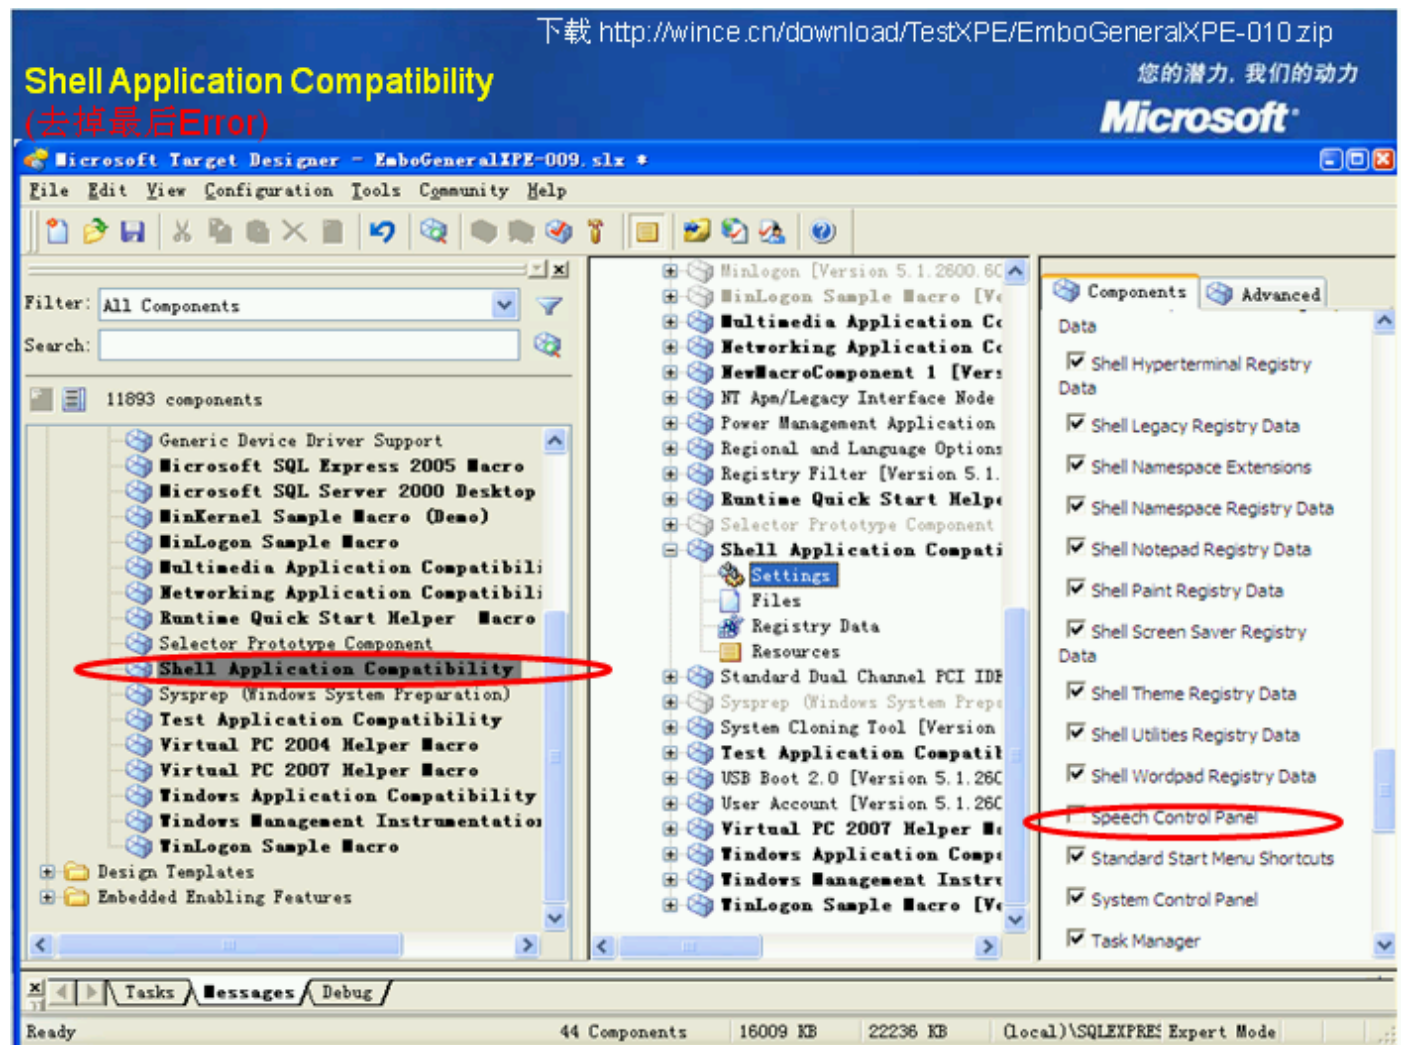 下载 http://wince.cn/download/TestXPE/EmboGeneralXPE-010.zip
您的潜力, 我们的动力
Microsoft
Shell Application Compatibility
(去掉最后Error)
Microsoft Target Designer - EmboGeneralXPE-009.slx *
File Edit View Configuration Tools Community Help
Filter: All Components
Search:
11893 components
Generic Device Driver Support
Microsoft SQL Express 2005 Macro
Microsoft SQL Server 2000 Desktop
MinKernel Sample Macro (Demo)
MinLogon Sample Macro
Multimedia Application Compatibili
Networking Application Compatibili
Runtime Quick Start Helper Macro
Selector Prototype Component
Shell Application Compatibility
Sysprep (Windows System Preparation)
Test Application Compatibility
Virtual PC 2004 Helper Macro
Virtual PC 2007 Helper Macro
Windows Application Compatibility
Windows Management Instrumentation
WinLogon Sample Macro
Design Templates
Embedded Enabling Features
Minlogon [Version 5.1.2600.60
MinLogon Sample Macro [Ve
Multimedia Application Co
Networking Application Co
NewMacroComponent 1 [Vers
NT Apm/Legacy Interface Node
Power Management Application
Regional and Language Options
Registry Filter [Version 5.1.
Runtime Quick Start Helpe
Selector Prototype Component
Shell Application Compati
Settings
Files
Registry Data
Resources
Standard Dual Channel PCI IDE
Sysprep (Windows System Prepa
System Cloning Tool [Version
Test Application Compatib
USB Boot 2.0 [Version 5.1.260
User Account [Version 5.1.260
Virtual PC 2007 Helper Ma
Windows Application Compa
Windows Management Instru
WinLogon Sample Macro [Ve
Components Advanced
Data
Shell Hyperterminal Registry
Data
Shell Legacy Registry Data
Shell Namespace Extensions
Shell Namespace Registry Data
Shell Notepad Registry Data
Shell Paint Registry Data
Shell Screen Saver Registry
Data
Shell Theme Registry Data
Shell Utilities Registry Data
Shell Wordpad Registry Data
Speech Control Panel
Standard Start Menu Shortcuts
System Control Panel
Task Manager
Tasks Messages Debug
Ready 44 Components 16009 KB 22236 KB (local)\SQLEXPRES Expert Mode